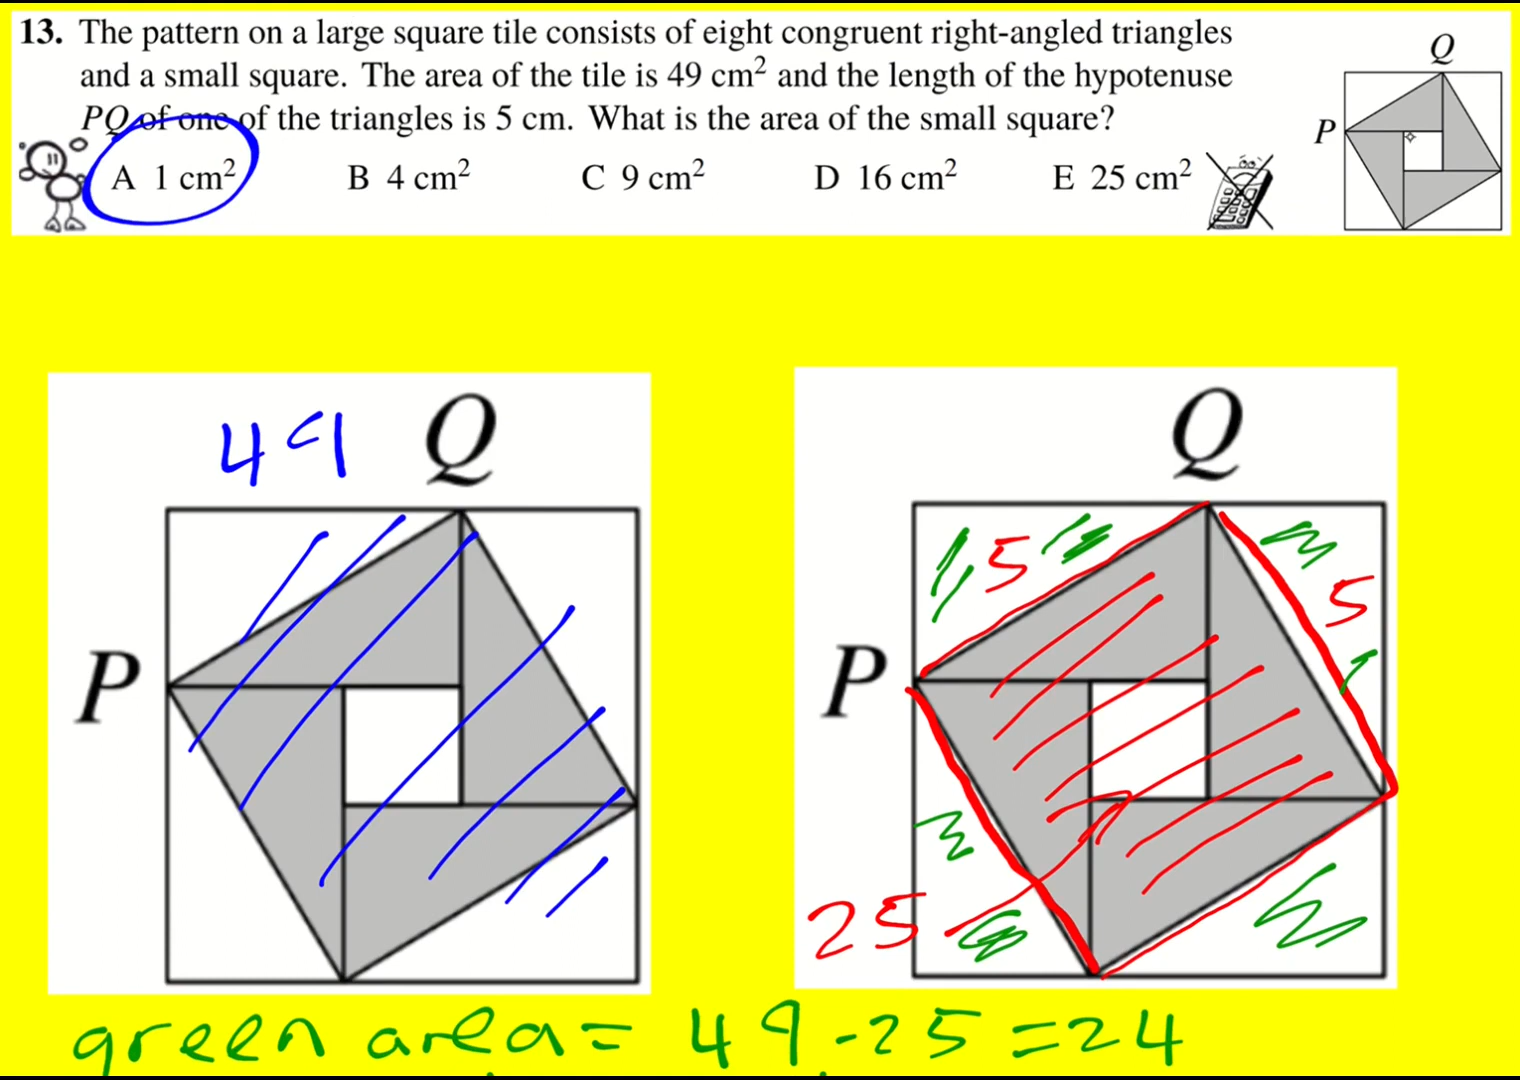 13. The pattern on a large square tile consists of eight congruent right-angled triangles
and a small square. The area of the tile is 49 cm² and the length of the hypotenuse
PQ of one of the triangles is 5 cm. What is the area of the small square?
A 1 cm² B 4 cm² C 9 cm² D 16 cm² E 25 cm²
Q
P
49 Q
P
Q
5
5
P
25
green area = 49 - 25 = 24